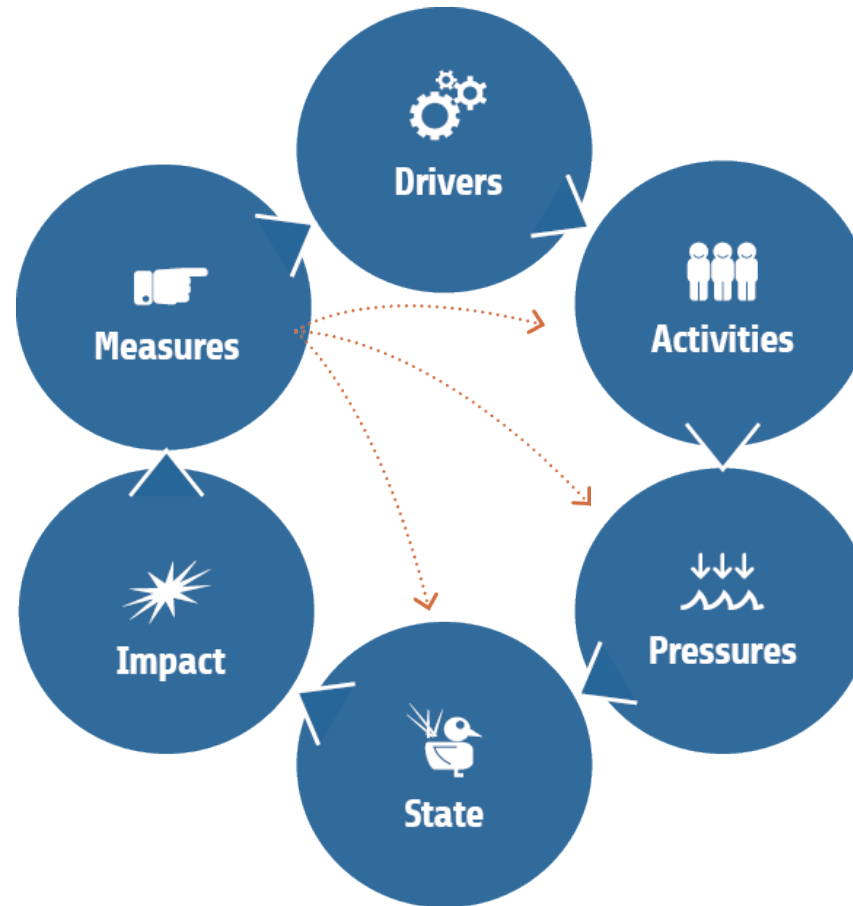 Drivers
Activities
Pressures
State
Impact
Measures